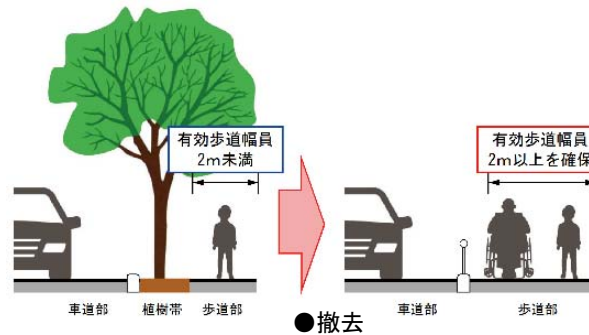 有効歩道幅員
2m未満
有効歩道幅員
2m以上を確保
車道部
植樹帯
歩道部
車道部
歩道部
●撤去